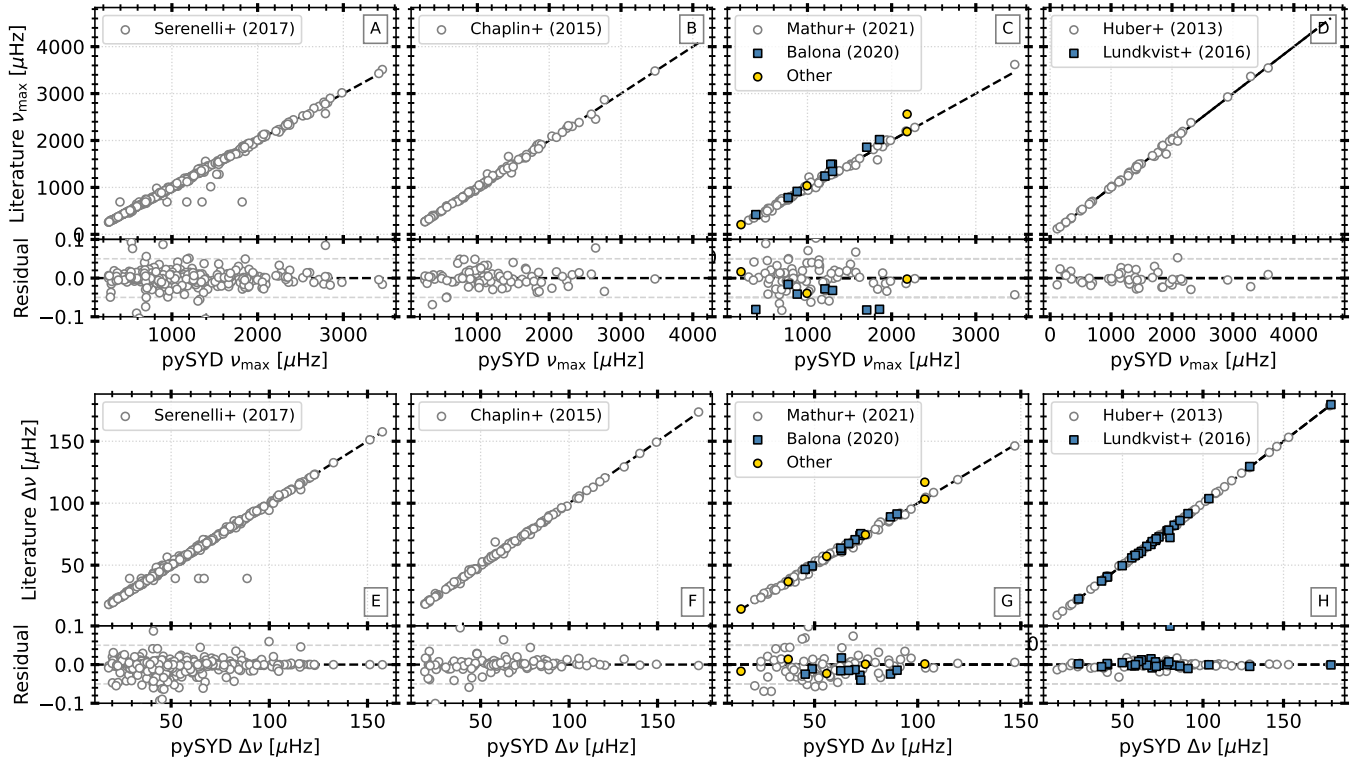 Serenelli+ (2017)
A
Chaplin+ (2015)
B
Mathur+ (2021)
Balona (2020)
Other
C
Huber+ (2013)
Lundkvist+ (2016)
D
Literature νmax [μHz]
4000
3000
2000
1000
0
Residual
0.1
0.0
−0.1
1000 2000 3000
1000 2000 3000 4000
1000 2000 3000
0 1000 2000 3000 4000
pySYD νmax [μHz]
pySYD νmax [μHz]
pySYD νmax [μHz]
pySYD νmax [μHz]
Serenelli+ (2017)
E
Chaplin+ (2015)
F
Mathur+ (2021)
Balona (2020)
Other
G
Huber+ (2013)
Lundkvist+ (2016)
H
Literature Δν [μHz]
150
100
50
Residual
0.1
0.0
−0.1
50 100 150
50 100 150
50 100 150
50 100 150
pySYD Δν [μHz]
pySYD Δν [μHz]
pySYD Δν [μHz]
pySYD Δν [μHz]